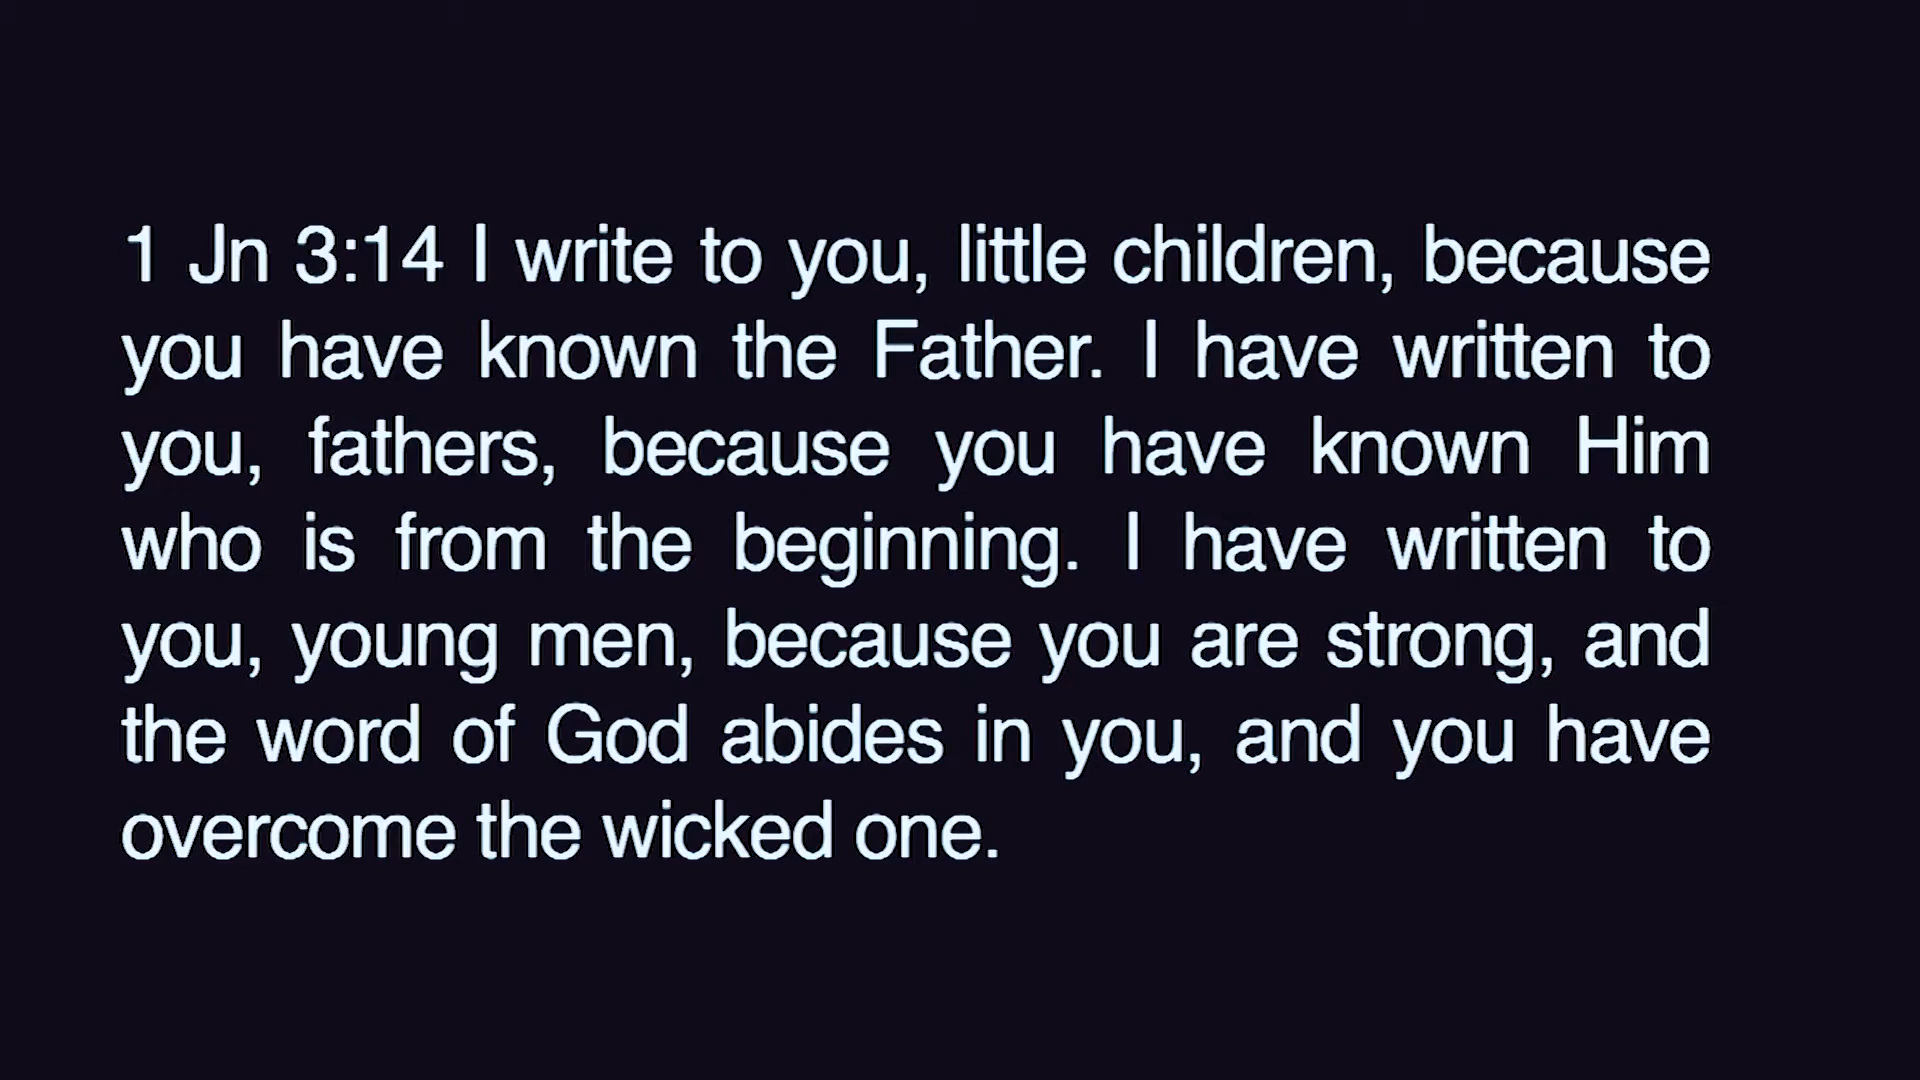 1 Jn 3:14 I write to you, little children, because
you have known the Father. I have written to
you, fathers, because you have known Him
who is from the beginning. I have written to
you, young men, because you are strong, and
the word of God abides in you, and you have
overcome the wicked one.